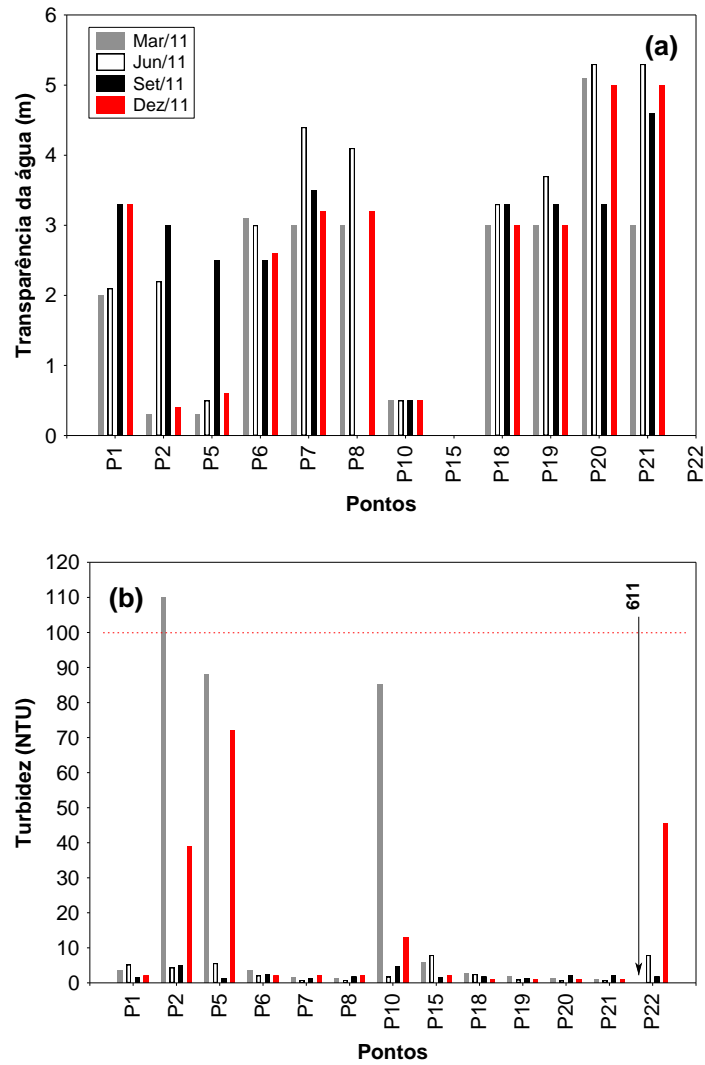 6
5
4
3
2
1
0
Transparência da água (m)
Mar/11
Jun/11
Set/11
Dez/11
(a)
P1 P2 P5 P6 P7 P8 P10 P15 P18 P19 P20 P21 P22
Pontos
120
110
100
90
80
70
60
50
40
30
20
10
0
Turbidez (NTU)
(b)
611
P1 P2 P5 P6 P7 P8 P10 P15 P18 P19 P20 P21 P22
Pontos